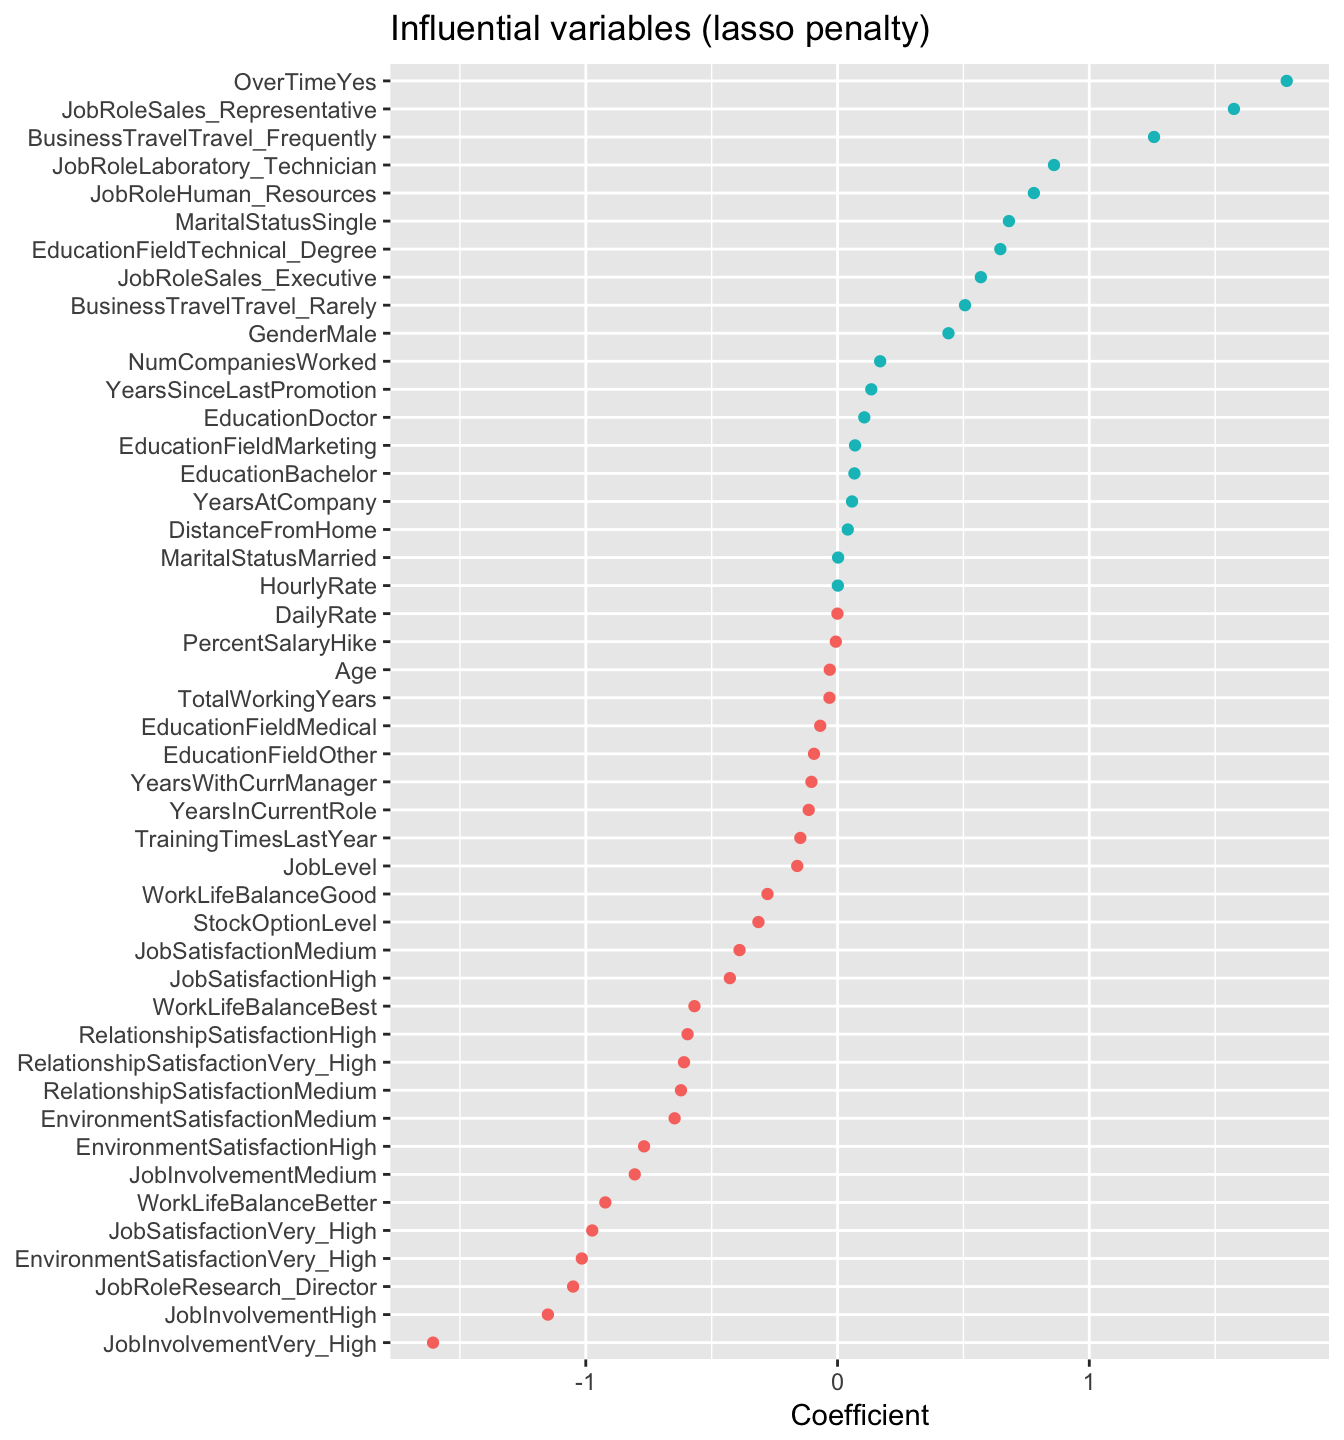 Influential variables (lasso penalty)
OverTimeYes
JobRoleSales_Representative
BusinessTravelTravel_Frequently
JobRoleLaboratory_Technician
JobRoleHuman_Resources
MaritalStatusSingle
EducationFieldTechnical_Degree
JobRoleSales_Executive
BusinessTravelTravel_Rarely
GenderMale
NumCompaniesWorked
YearsSinceLastPromotion
EducationDoctor
EducationFieldMarketing
EducationBachelor
YearsAtCompany
DistanceFromHome
MaritalStatusMarried
HourlyRate
DailyRate
PercentSalaryHike
Age
TotalWorkingYears
EducationFieldMedical
EducationFieldOther
YearsWithCurrManager
YearsInCurrentRole
TrainingTimesLastYear
JobLevel
WorkLifeBalanceGood
StockOptionLevel
JobSatisfactionMedium
JobSatisfactionHigh
WorkLifeBalanceBest
RelationshipSatisfactionHigh
RelationshipSatisfactionVery_High
RelationshipSatisfactionMedium
EnvironmentSatisfactionMedium
EnvironmentSatisfactionHigh
JobInvolvementMedium
WorkLifeBalanceBetter
JobSatisfactionVery_High
EnvironmentSatisfactionVery_High
JobRoleResearch_Director
JobInvolvementHigh
JobInvolvementVery_High
-1 0 1
Coefficient